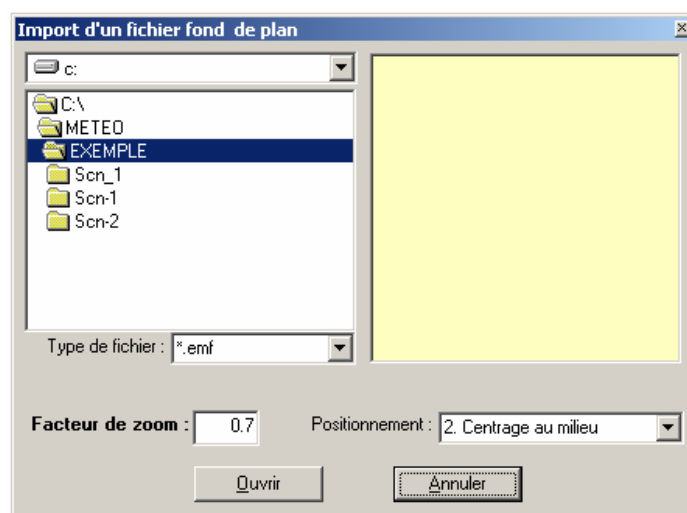 Import d'un fichier fond de plan
c:
C:\
METEO
EXEMPLE
Scn_1
Scn-1
Scn-2
Type de fichier : *.emf
Facteur de zoom : 0.7 Positionnement : 2. Centrage au milieu
Ouvrir Annuler